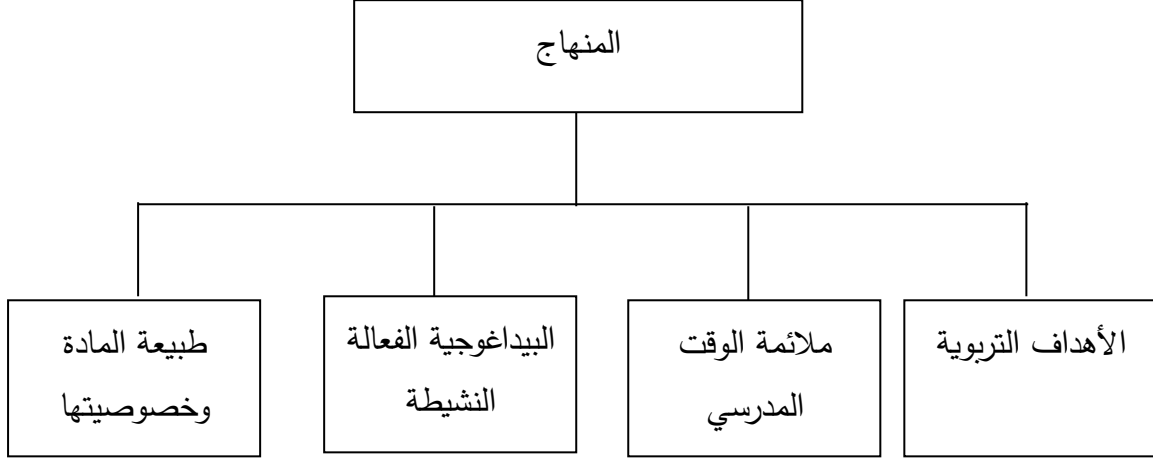 المنهاج
الأهداف التربوية
ملائمة الوقت
المدرسي
البيداغوجية الفعالة
النشيطة
طبيعة المادة
وخصوصيتها